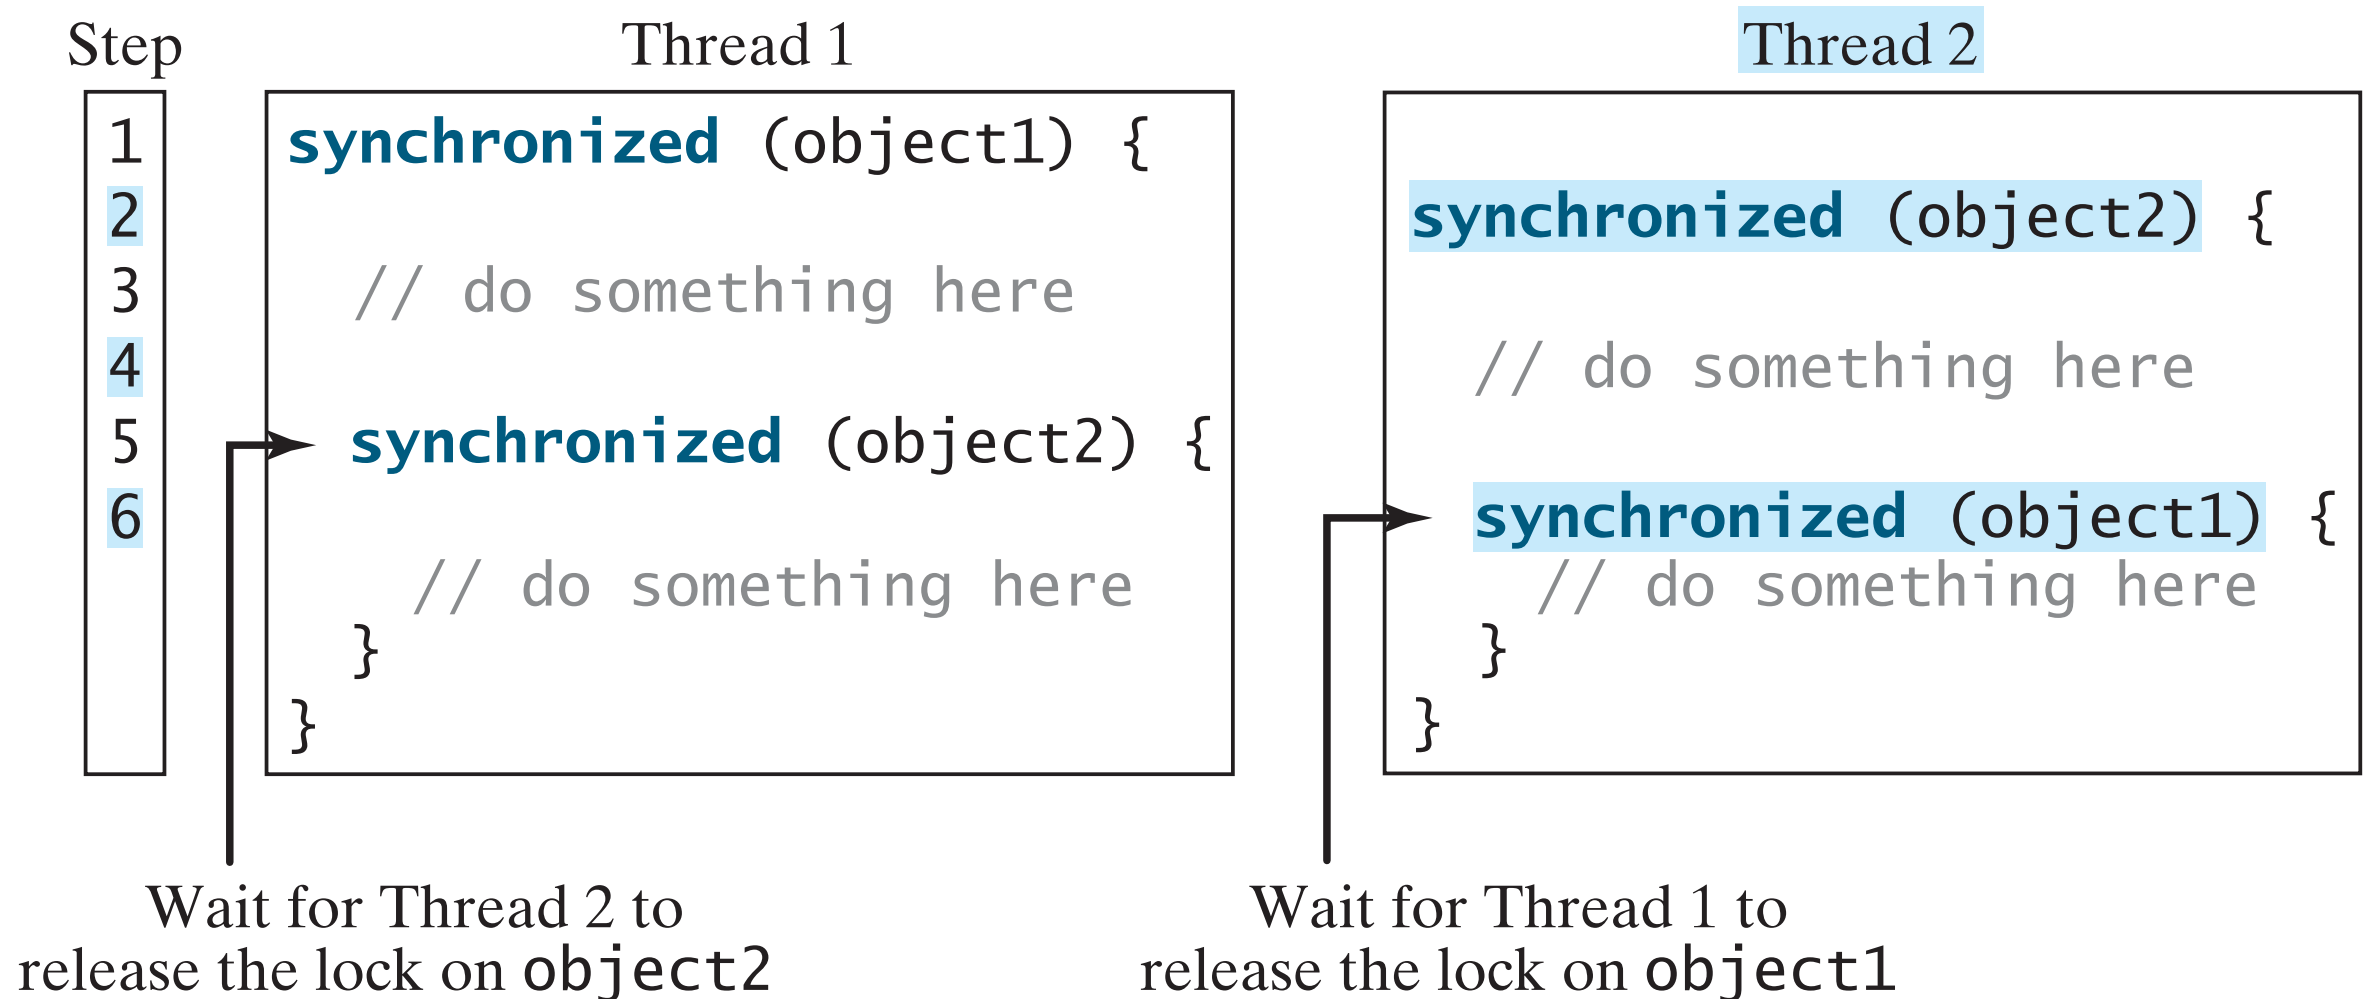 Step Thread 1 Thread 2
1 synchronized (object1) {
2 synchronized (object2) {
3 // do something here
4 // do something here
5 synchronized (object2) {
6 synchronized (object1) {
// do something here // do something here
} }
} }
Wait for Thread 2 to Wait for Thread 1 to
release the lock on object2 release the lock on object1